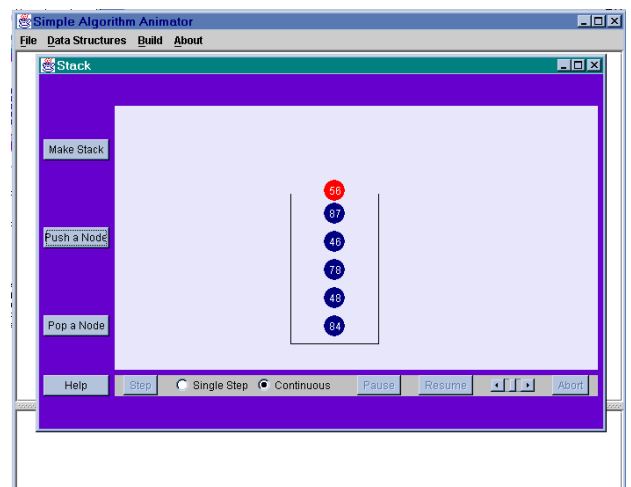 Simple Algorithm Animator
File Data Structures Build About
Stack
Make Stack
56
87
Push a Node
46
78
48
Pop a Node
84
Help Step Single Step Continuous Pause Resume Abort